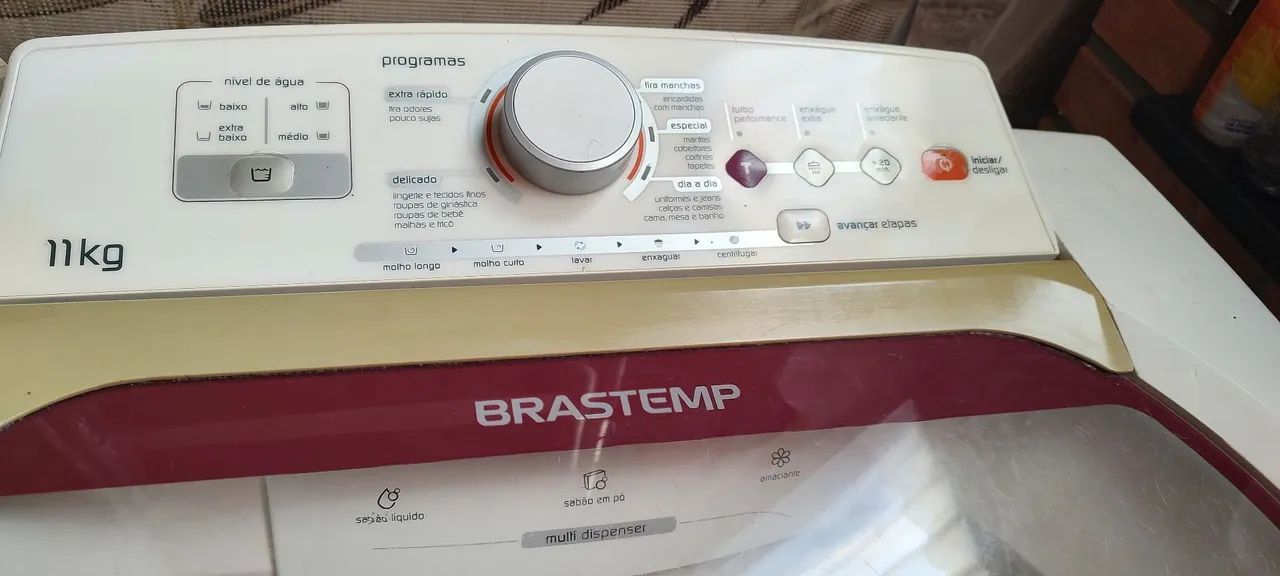 nível de água
baixo
alto
extra
baixo
médio
programas
extra rápido
tira odores
pouco sujas
delicado
lingerie e tecidos finos
roupas de ginástica
roupas de bebê
malhas e tricô
tira manchas
encardidas
com manchas
especial
mantas
cobertores
cortinas
tapetes
dia a dia
uniformes e jeans
calças e camisas
cama, mesa e banho
turbo
performance
enxágue
extra
enxágue
amaciante
T
+20
min.
iniciar/
desligar
avançar etapas
molho longo
molho curto
lavar
enxaguar
centrifugar
11kg
BRASTEMP
sabão líquido
sabão em pó
amaciante
multi dispenser